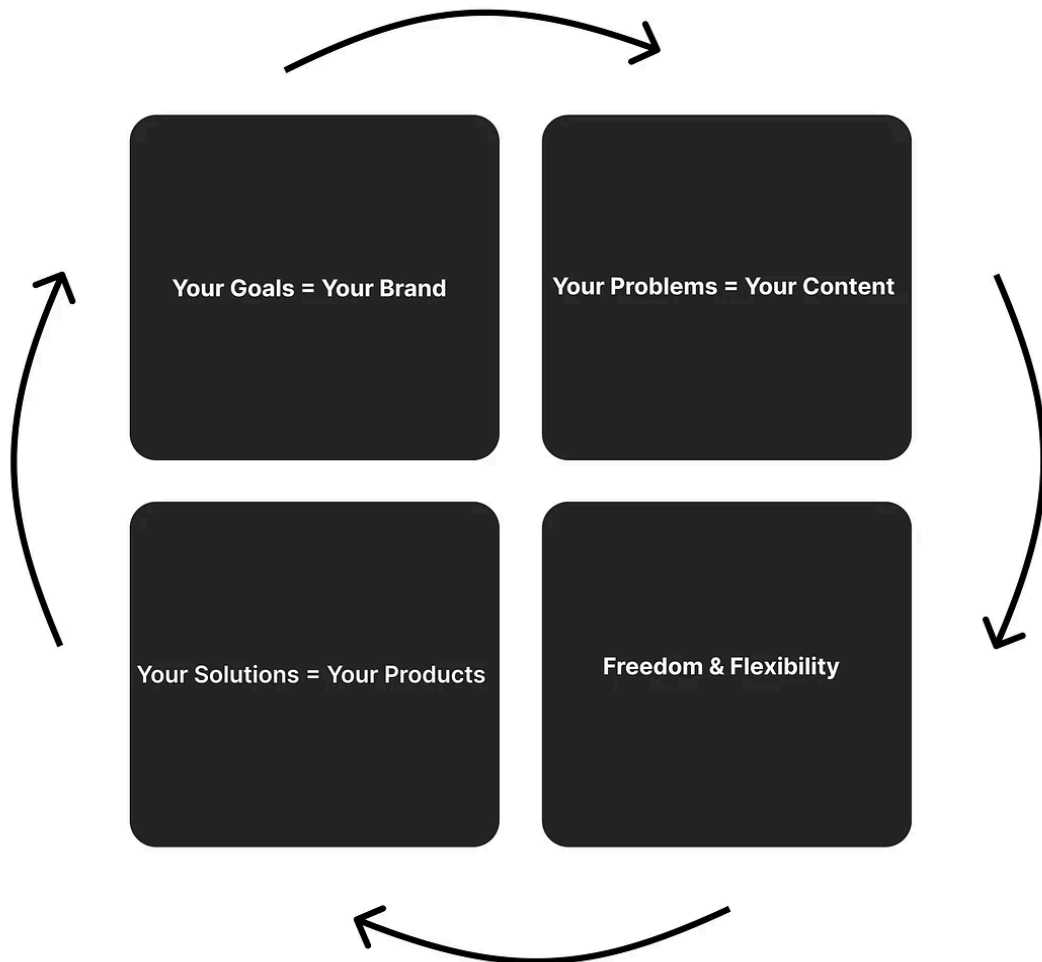 Your Goals = Your Brand
Your Problems = Your Content
Your Solutions = Your Products
Freedom & Flexibility